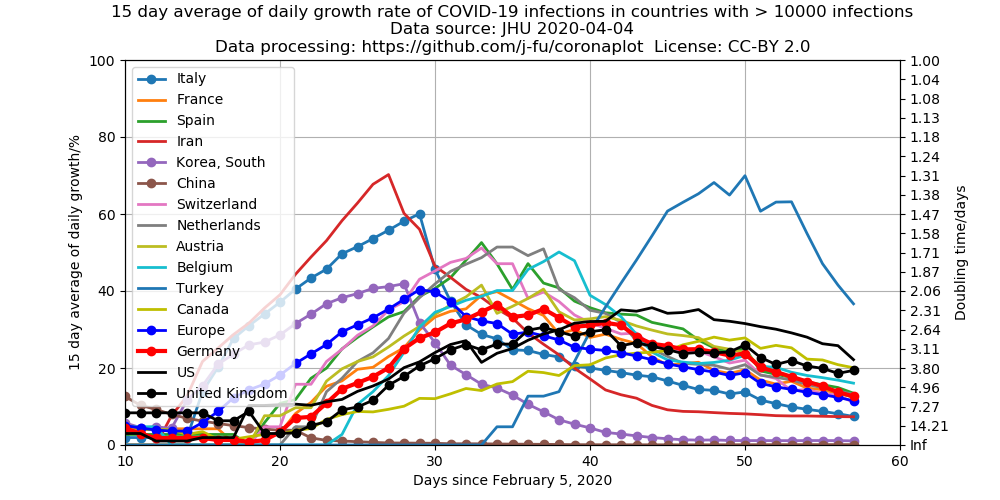 15 day average of daily growth rate of COVID-19 infections in countries with > 10000 infections
Data source: JHU 2020-04-04
Data processing: https://github.com/j-fu/coronaplot License: CC-BY 2.0
100
80
60
40
20
0
15 day average of daily growth/%
Italy
France
Spain
Iran
Korea, South
China
Switzerland
Netherlands
Austria
Belgium
Turkey
Canada
Europe
Germany
US
United Kingdom
1.00
1.04
1.08
1.13
1.18
1.24
1.31
1.38
1.47
1.58
1.71
1.87
2.06
2.31
2.64
3.11
3.80
4.96
7.27
14.21
Inf
Doubling time/days
10
20
30
40
50
60
Days since February 5, 2020